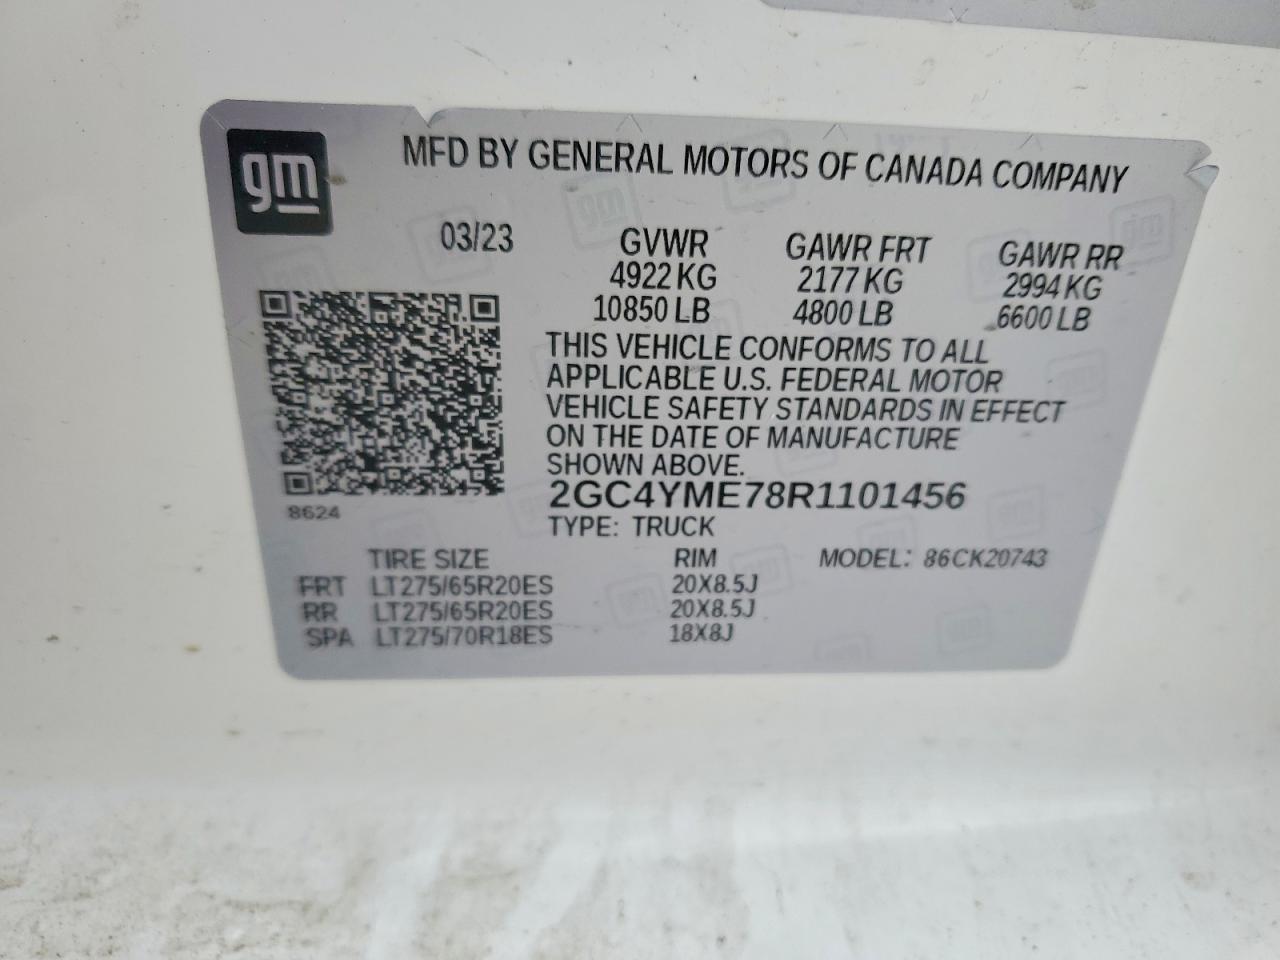 gm
MFD BY GENERAL MOTORS OF CANADA COMPANY
03/23 GVWR GAWR FRT GAWR RR
4922 KG 2177 KG 2994 KG
10850 LB 4800 LB 6600 LB
THIS VEHICLE CONFORMS TO ALL
APPLICABLE U.S. FEDERAL MOTOR
VEHICLE SAFETY STANDARDS IN EFFECT
ON THE DATE OF MANUFACTURE
SHOWN ABOVE.
2GC4YME78R1101456
8624
TYPE: TRUCK
TIRE SIZE RIM MODEL: 86CK20743
FRT LT275/65R20ES 20X8.5J
RR LT275/65R20ES 20X8.5J
SPA LT275/70R18ES 18X8J